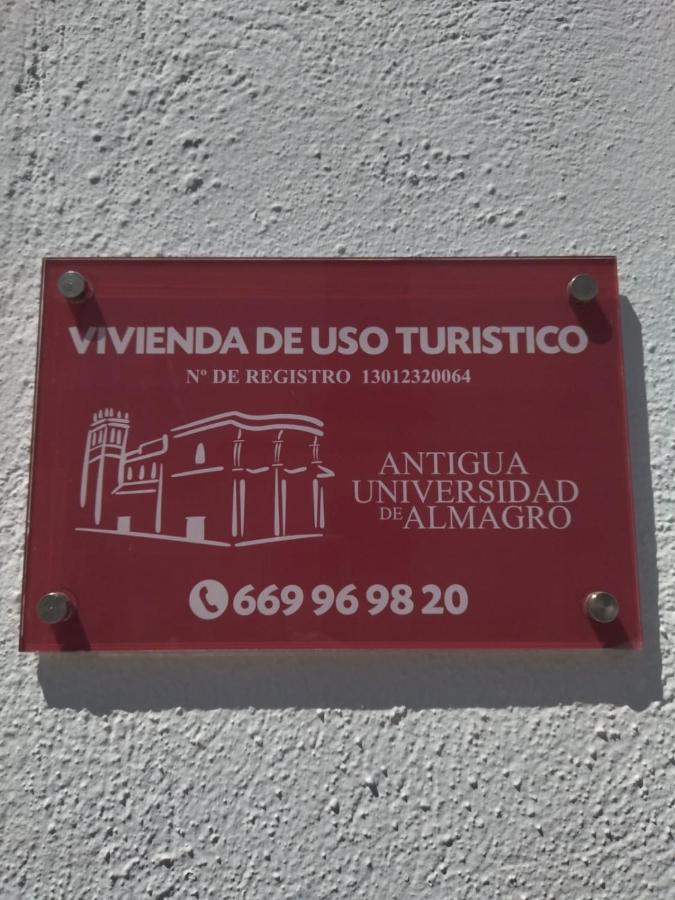 VIVIENDA DE USO TURISTICO
Nº DE REGISTRO 13012320064
ANTIGUA
UNIVERSIDAD
DE ALMAGRO
669 96 98 20